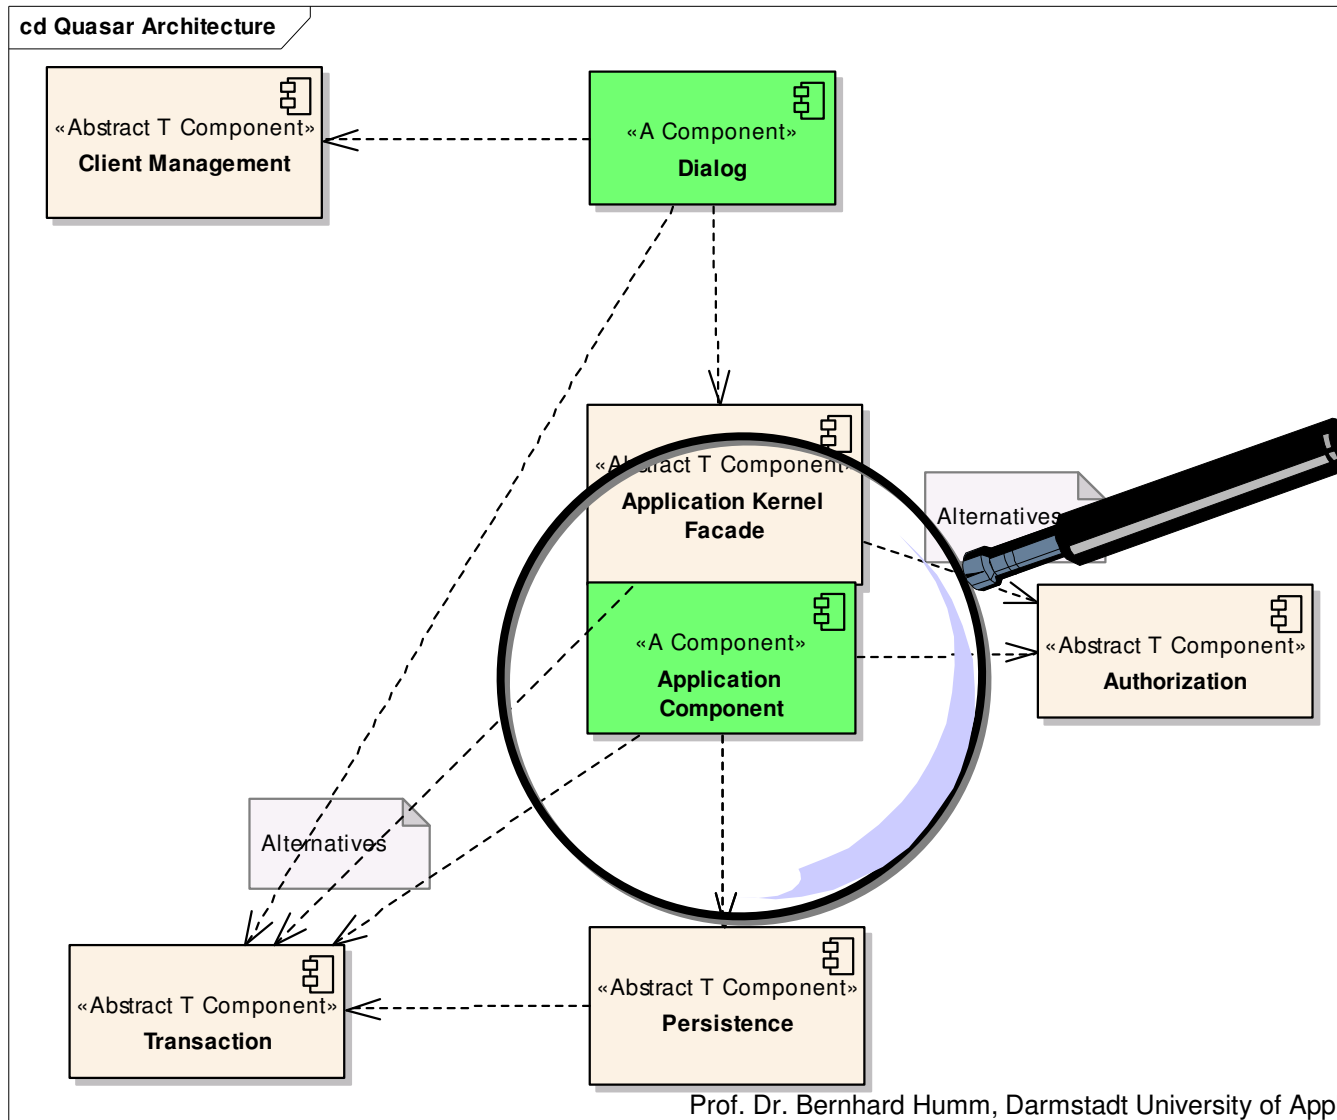 cd Quasar Architecture
«Abstract T Component»
Client Management
«A Component»
Dialog
«Abstract T Component»
Application Kernel
Facade
Alternatives
«A Component»
Application
Component
«Abstract T Component»
Authorization
Alternatives
«Abstract T Component»
Transaction
«Abstract T Component»
Persistence
Prof. Dr. Bernhard Humm, Darmstadt University of App